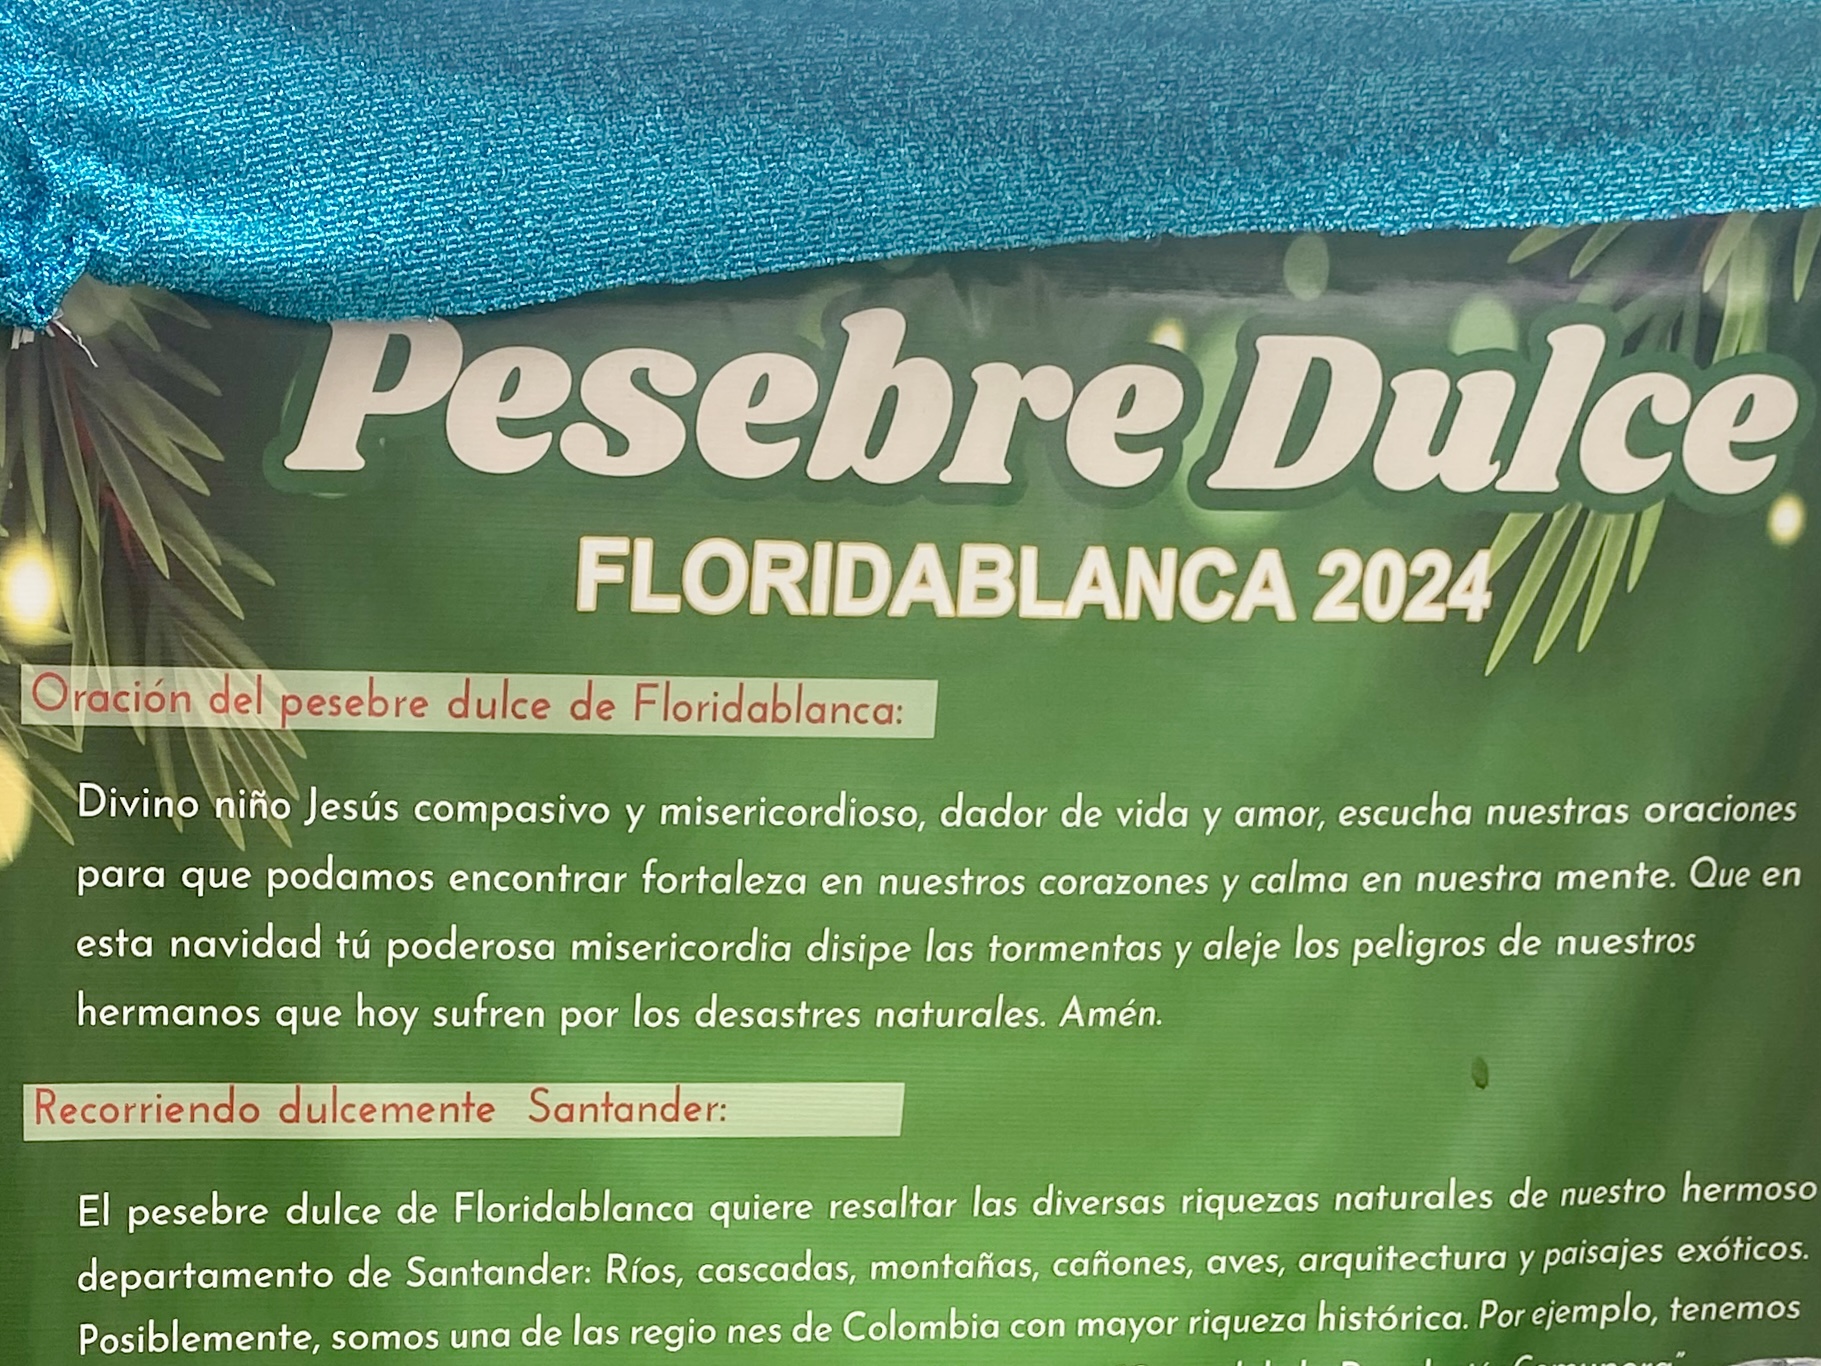 Pesebre Dulce
FLORIDABLANCA 2024
Oración del pesebre dulce de Floridablanca:
Divino niño Jesús compasivo y misericordioso, dador de vida y amor, escucha nuestras oraciones
para que podamos encontrar fortaleza en nuestros corazones y calma en nuestra mente. Que en
esta navidad tú poderosa misericordia disipe las tormentas y aleje los peligros de nuestros
hermanos que hoy sufren por los desastres naturales. Amén.
Recorriendo dulcemente Santander:
El pesebre dulce de Floridablanca quiere resaltar las diversas riquezas naturales de nuestro hermoso
departamento de Santander: Ríos, cascadas, montañas, cañones, aves, arquitectura y paisajes exóticos.
Posiblemente, somos una de las regio nes de Colombia con mayor riqueza histórica. Por ejemplo, tenemos